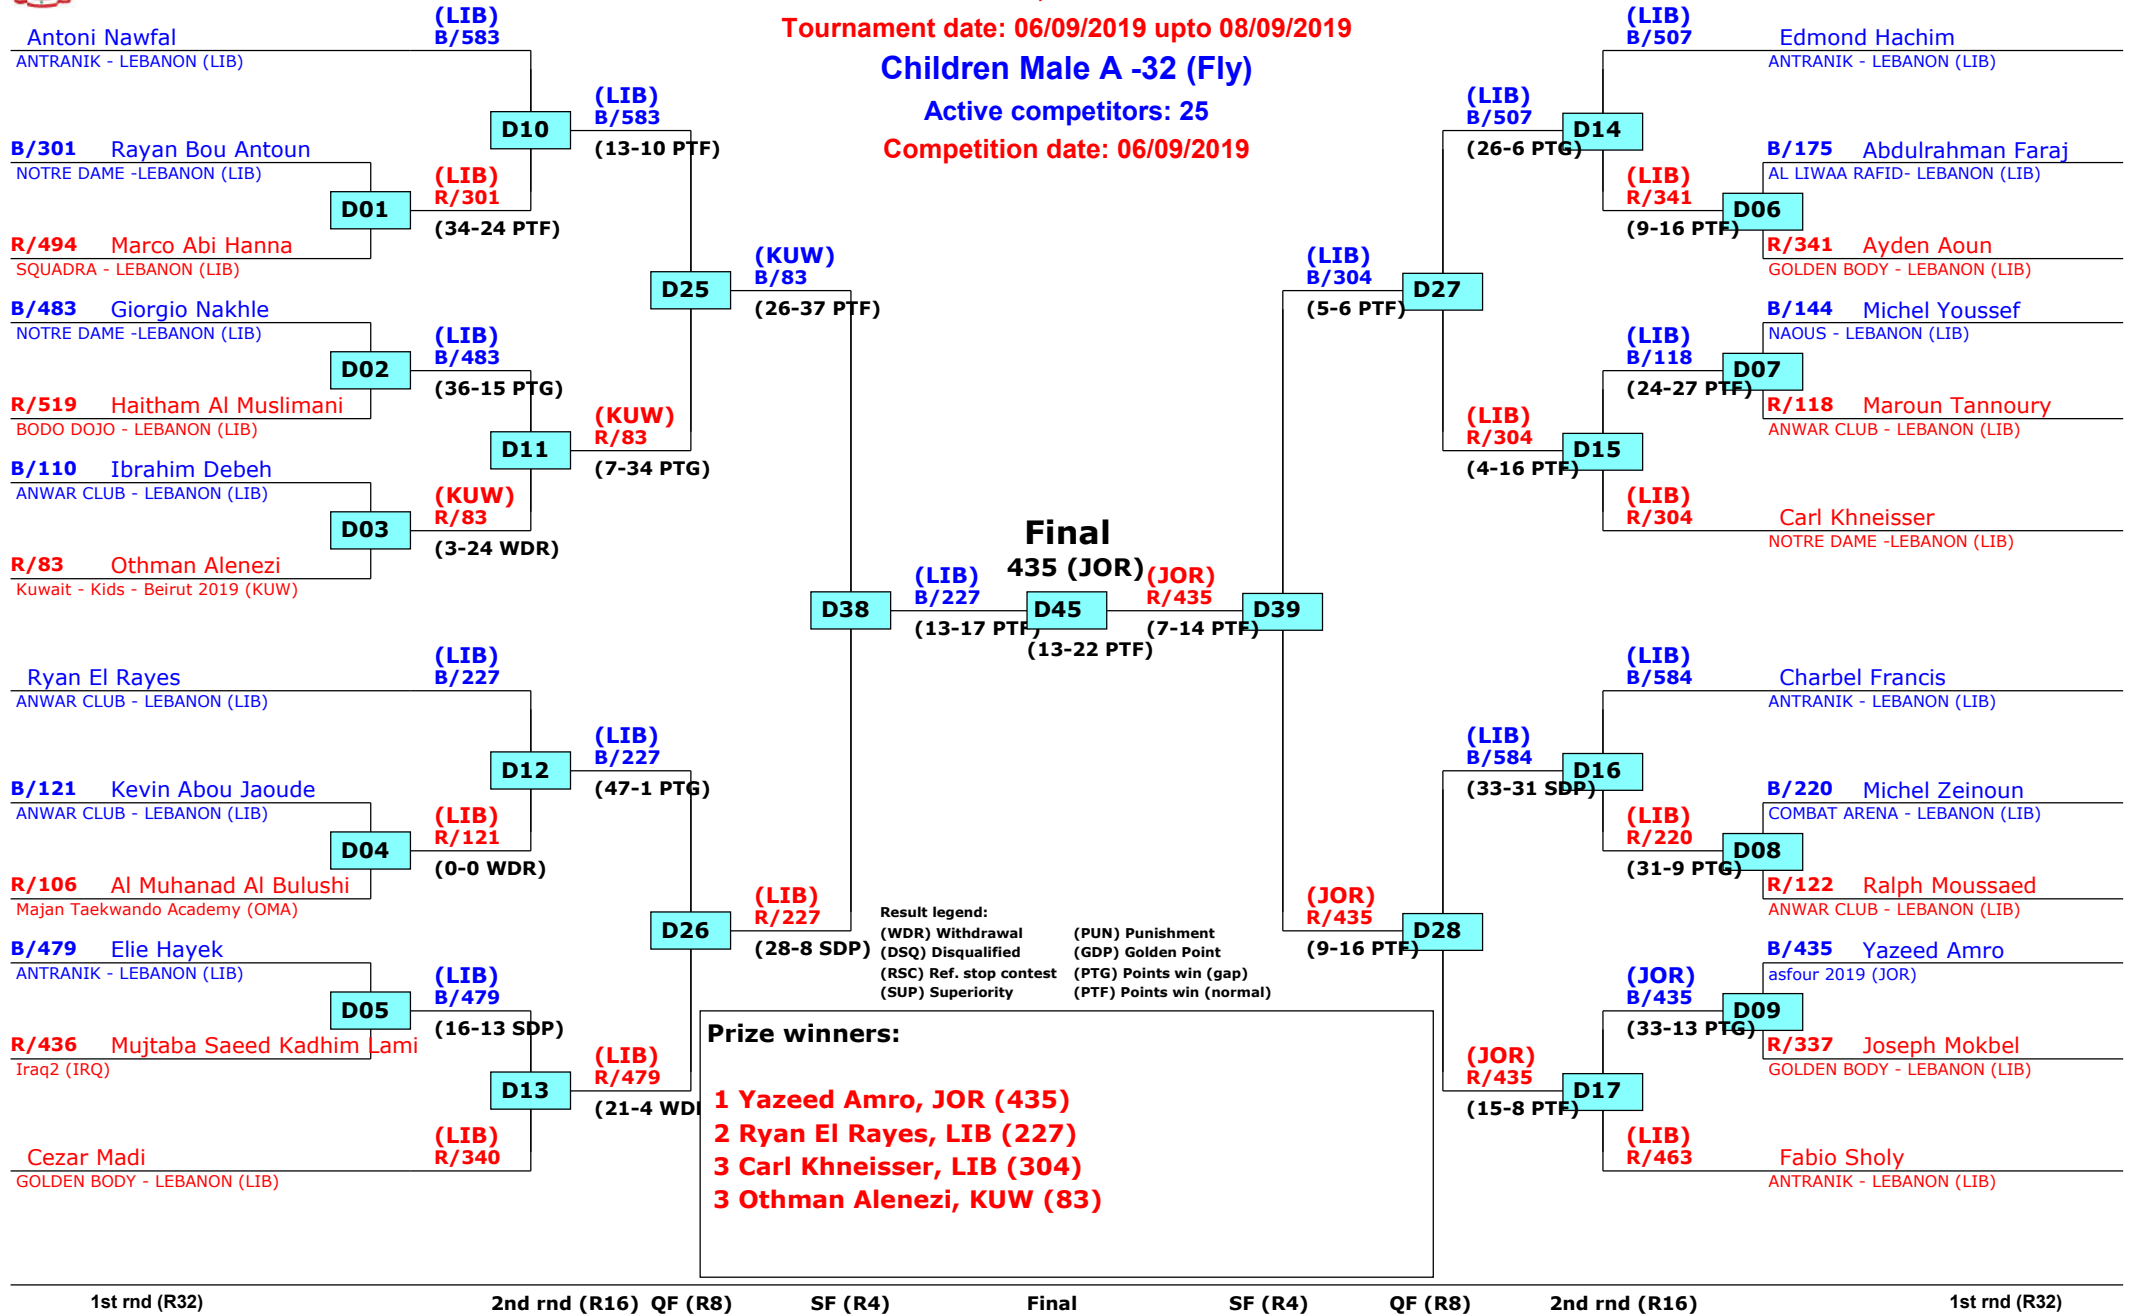 Tournament date: 06/09/2019 upto 08/09/2019
Children Male A -32 (Fly)
Active competitors: 25
Competition date: 06/09/2019
Antoni Nawfal
ANTRANIK - LEBANON (LIB)
(LIB)
B/583
B/301 Rayan Bou Antoun
NOTRE DAME -LEBANON (LIB)
D01
R/494 Marco Abi Hanna
SQUADRA - LEBANON (LIB)
(LIB)
R/301
(34-24 PTF)
D10
(LIB)
B/583
(13-10 PTF)
B/483 Giorgio Nakhle
NOTRE DAME -LEBANON (LIB)
D02
R/519 Haitham Al Muslimani
BODO DOJO - LEBANON (LIB)
(LIB)
B/483
(36-15 PTG)
B/110 Ibrahim Debeh
ANWAR CLUB - LEBANON (LIB)
D03
R/83 Othman Alenezi
Kuwait - Kids - Beirut 2019 (KUW)
(KUW)
R/83
(3-24 WDR)
D11
(KUW)
R/83
(7-34 PTG)
D25
(KUW)
B/83
(26-37 PTF)
Ryan El Rayes
ANWAR CLUB - LEBANON (LIB)
(LIB)
B/227
B/121 Kevin Abou Jaoude
ANWAR CLUB - LEBANON (LIB)
D04
R/106 Al Muhanad Al Bulushi
Majan Taekwando Academy (OMA)
(LIB)
R/121
(0-0 WDR)
D12
(LIB)
B/227
(47-1 PTG)
B/479 Elie Hayek
ANTRANIK - LEBANON (LIB)
D05
R/436 Mujtaba Saeed Kadhim Lami
Iraq2 (IRQ)
(LIB)
B/479
(16-13 SDP)
Cezar Madi
GOLDEN BODY - LEBANON (LIB)
(LIB)
R/340
D13
(LIB)
R/479
(21-4 WD
D26
(LIB)
R/227
(28-8 SDP)
D38
(LIB)
B/227
(13-17 PTF)
Final
435 (JOR)
D45
(13-22 PTF)
(JOR)
R/435
(7-14 PTF)
D39
(LIB)
B/304
(5-6 PTF)
D27
(LIB)
B/507
(26-6 PTG)
D14
(LIB)
B/507
Edmond Hachim
ANTRANIK - LEBANON (LIB)
B/175 Abdulrahman Faraj
AL LIWAA RAFID- LEBANON (LIB)
(LIB)
R/341
(9-16 PTF)
D06
R/341 Ayden Aoun
GOLDEN BODY - LEBANON (LIB)
B/144 Michel Youssef
NAOUS - LEBANON (LIB)
(LIB)
B/118
(24-27 PTF)
D07
R/118 Maroun Tannoury
ANWAR CLUB - LEBANON (LIB)
(LIB)
R/304
(4-16 PTF)
D15
(LIB)
R/304
Carl Khneisser
NOTRE DAME -LEBANON (LIB)
(LIB)
B/584
Charbel Francis
ANTRANIK - LEBANON (LIB)
(LIB)
B/584
(33-31 SDP)
D16
B/220 Michel Zeinoun
COMBAT ARENA - LEBANON (LIB)
(LIB)
R/220
(31-9 PTG)
D08
R/122 Ralph Moussaed
ANWAR CLUB - LEBANON (LIB)
(JOR)
R/435
(9-16 PTF)
D28
B/435 Yazeed Amro
asfour 2019 (JOR)
(JOR)
B/435
(33-13 PTG)
D09
R/337 Joseph Mokbel
GOLDEN BODY - LEBANON (LIB)
(JOR)
R/435
(15-8 PTF)
D17
(LIB)
R/463
Fabio Sholy
ANTRANIK - LEBANON (LIB)
Result legend:
(WDR) Withdrawal (PUN) Punishment
(DSQ) Disqualified (GDP) Golden Point
(RSC) Ref. stop contest (PTG) Points win (gap)
(SUP) Superiority (PTF) Points win (normal)
Prize winners:
1 Yazeed Amro, JOR (435)
2 Ryan El Rayes, LIB (227)
3 Carl Khneisser, LIB (304)
3 Othman Alenezi, KUW (83)
1st rnd (R32) 2nd rnd (R16) QF (R8) SF (R4) Final SF (R4) QF (R8) 2nd rnd (R16) 1st rnd (R32)